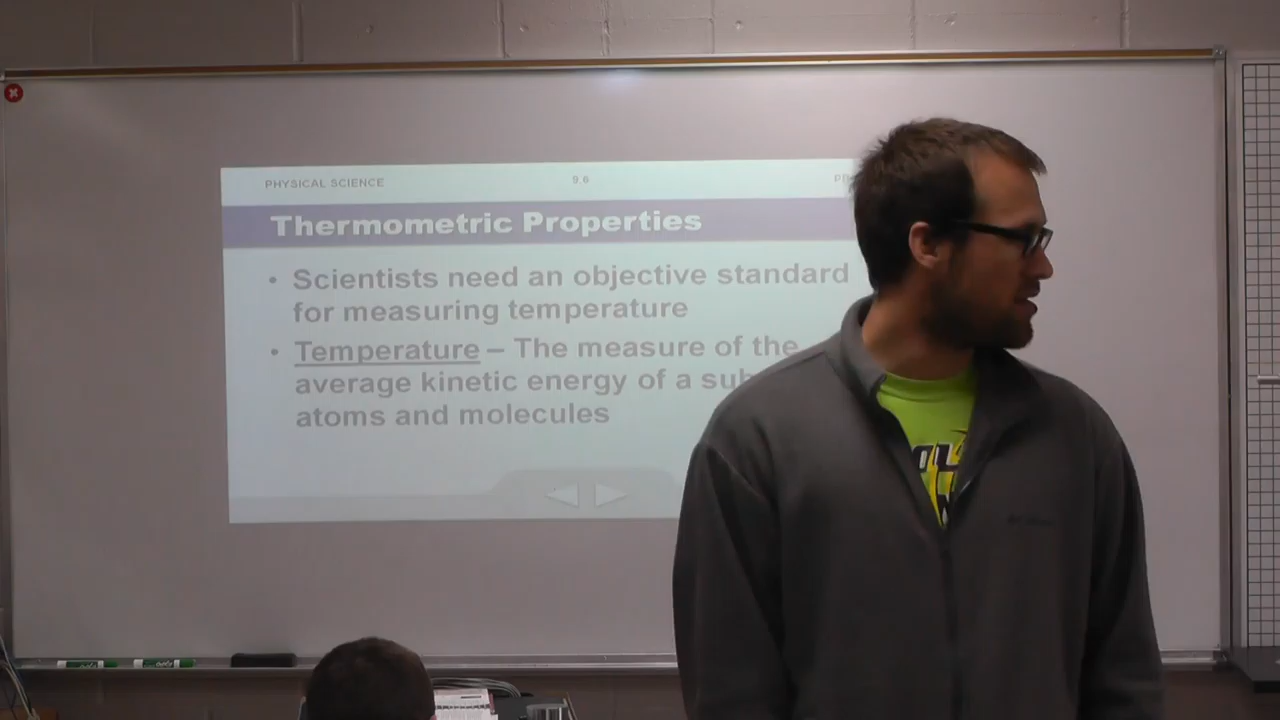 PHYSICAL SCIENCE 9.6
Thermometric Properties
• Scientists need an objective standard
for measuring temperature
• Temperature – The measure of the
average kinetic energy of a
atoms and molecules